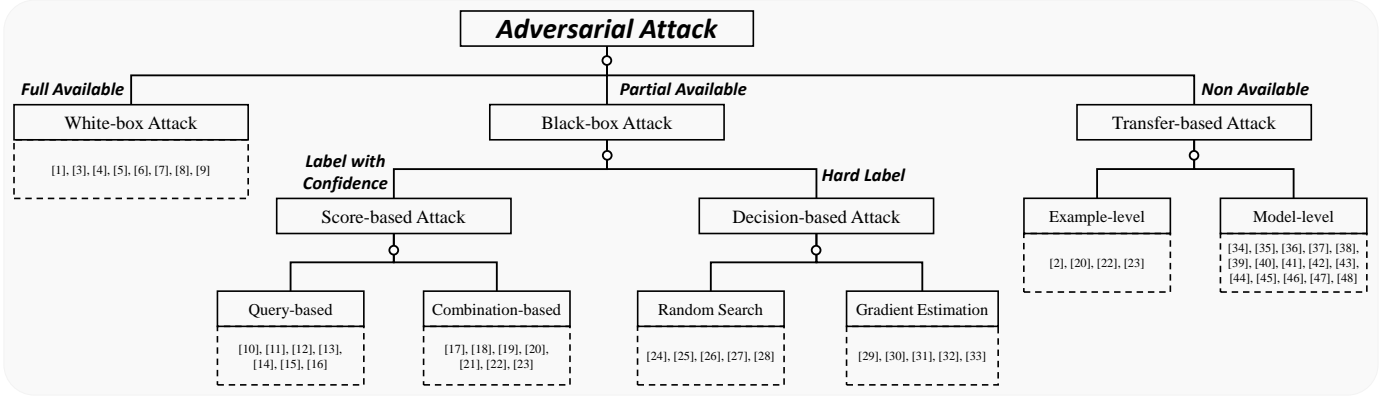 Adversarial Attack
Full Available
Partial Available
Non Available
White-box Attack
Black-box Attack
Transfer-based Attack
[1], [3], [4], [5], [6], [7], [8], [9]
Label with
Confidence
Hard Label
Score-based Attack
Decision-based Attack
Example-level
Model-level
[2], [20], [22], [23]
[34], [35], [36], [37], [38],
[39], [40], [41], [42], [43],
[44], [45], [46], [47], [48]
Query-based
Combination-based
Random Search
Gradient Estimation
[10], [11], [12], [13],
[14], [15], [16]
[17], [18], [19], [20],
[21], [22], [23]
[24], [25], [26], [27], [28]
[29], [30], [31], [32], [33]